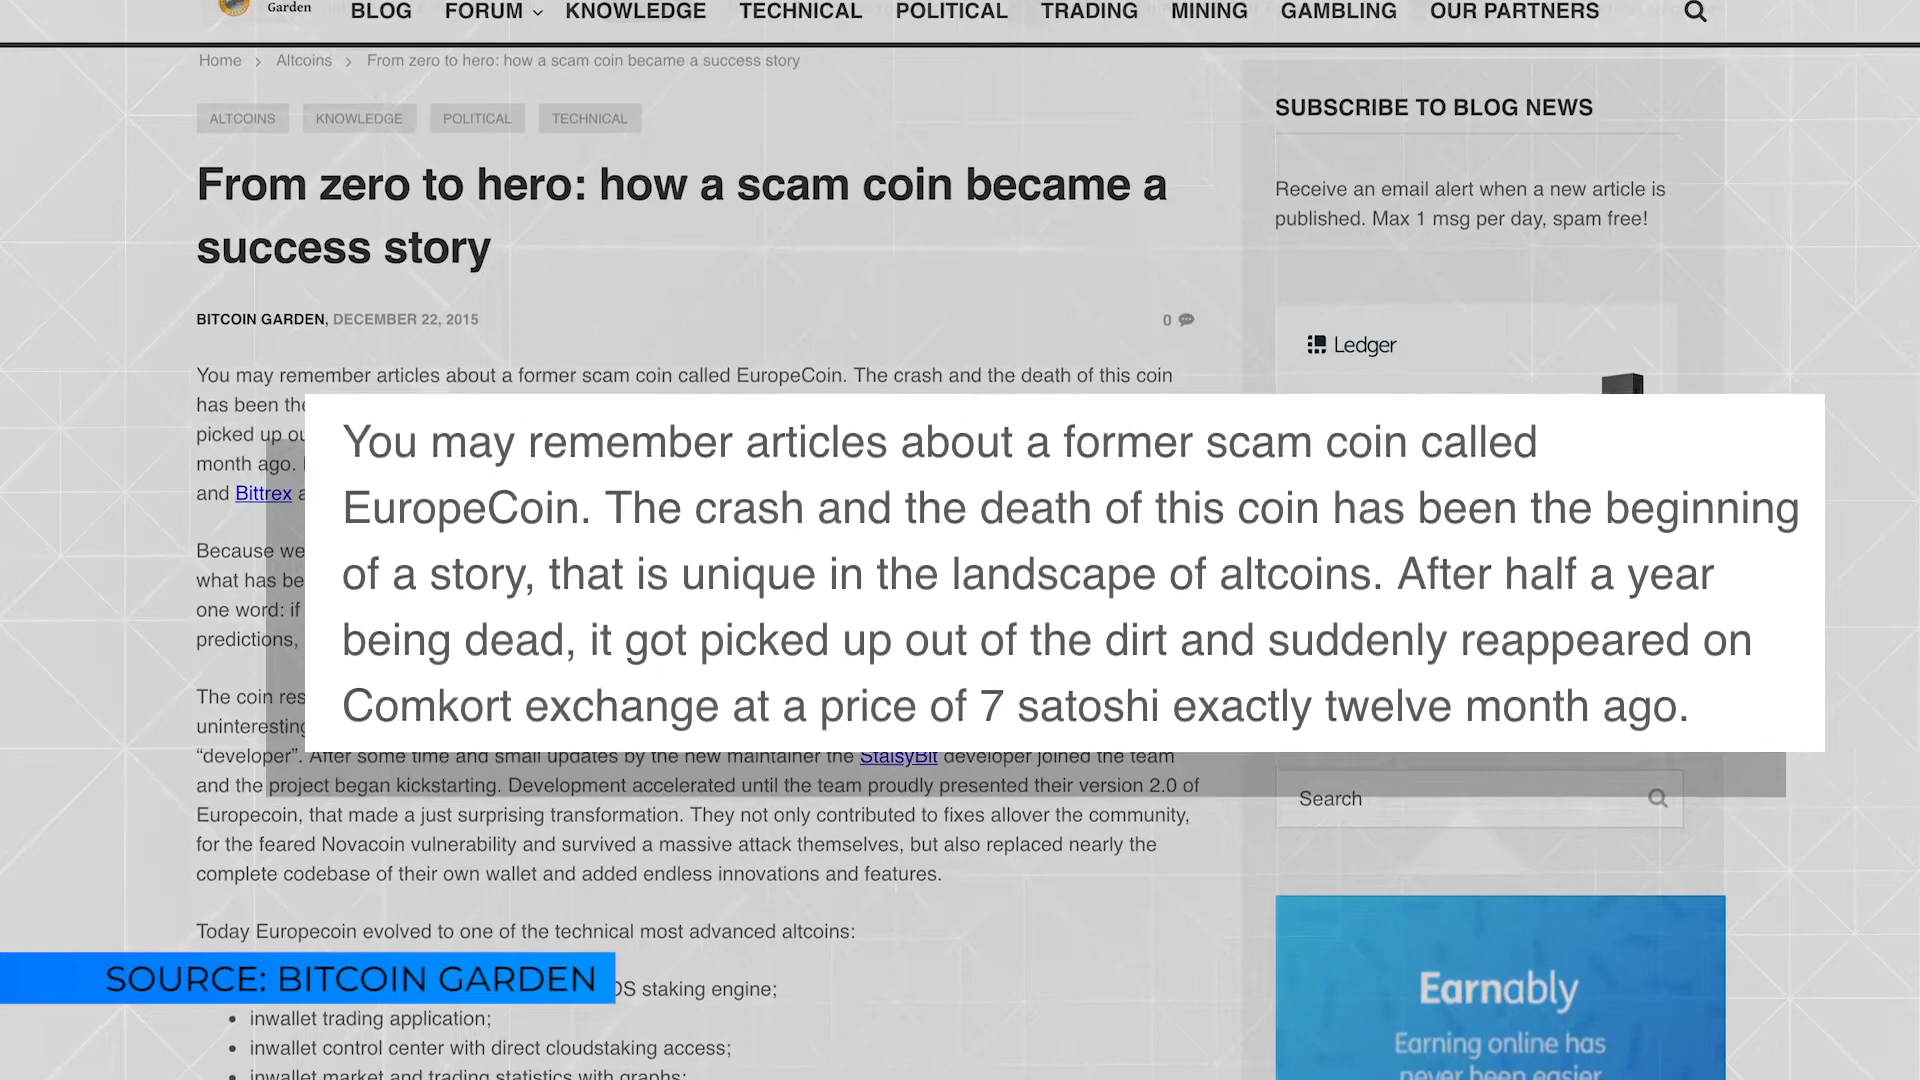 Garden
BLOG FORUM KNOWLEDGE TECHNICAL POLITICAL TRADING MINING GAMBLING OUR PARTNERS
Home > Altcoins > From zero to hero: how a scam coin became a success story
ALTCOINS KNOWLEDGE POLITICAL TECHNICAL
From zero to hero: how a scam coin became a
success story
BITCOIN GARDEN, DECEMBER 22, 2015
0
You may remember articles about a former scam coin called EuropeCoin. The crash and the death of this coin
has been the
picked up ou
month ago.
and Bittrex a
You may remember articles about a former scam coin called
EuropeCoin. The crash and the death of this coin has been the beginning
of a story, that is unique in the landscape of altcoins. After half a year
being dead, it got picked up out of the dirt and suddenly reappeared on
Comkort exchange at a price of 7 satoshi exactly twelve month ago.
Because we
what has be
one word: if
predictions,
The coin res
uninteresting
“developer”. After some time and small updates by the new maintainer the StaisyBit developer joined the team
and the project began kickstarting. Development accelerated until the team proudly presented their version 2.0 of
Europecoin, that made a just surprising transformation. They not only contributed to fixes allover the community,
for the feared Novacoin vulnerability and survived a massive attack themselves, but also replaced nearly the
complete codebase of their own wallet and added endless innovations and features.
Today Europecoin evolved to one of the technical most advanced altcoins:
OS staking engine;
• inwallet trading application;
• inwallet control center with direct cloudstaking access;
• inwallet market and trading statistics with graphs;
SOURCE: BITCOIN GARDEN
SUBSCRIBE TO BLOG NEWS
Receive an email alert when a new article is
published. Max 1 msg per day, spam free!
Ledger
Search
Earnably
Earning online has
never been easier